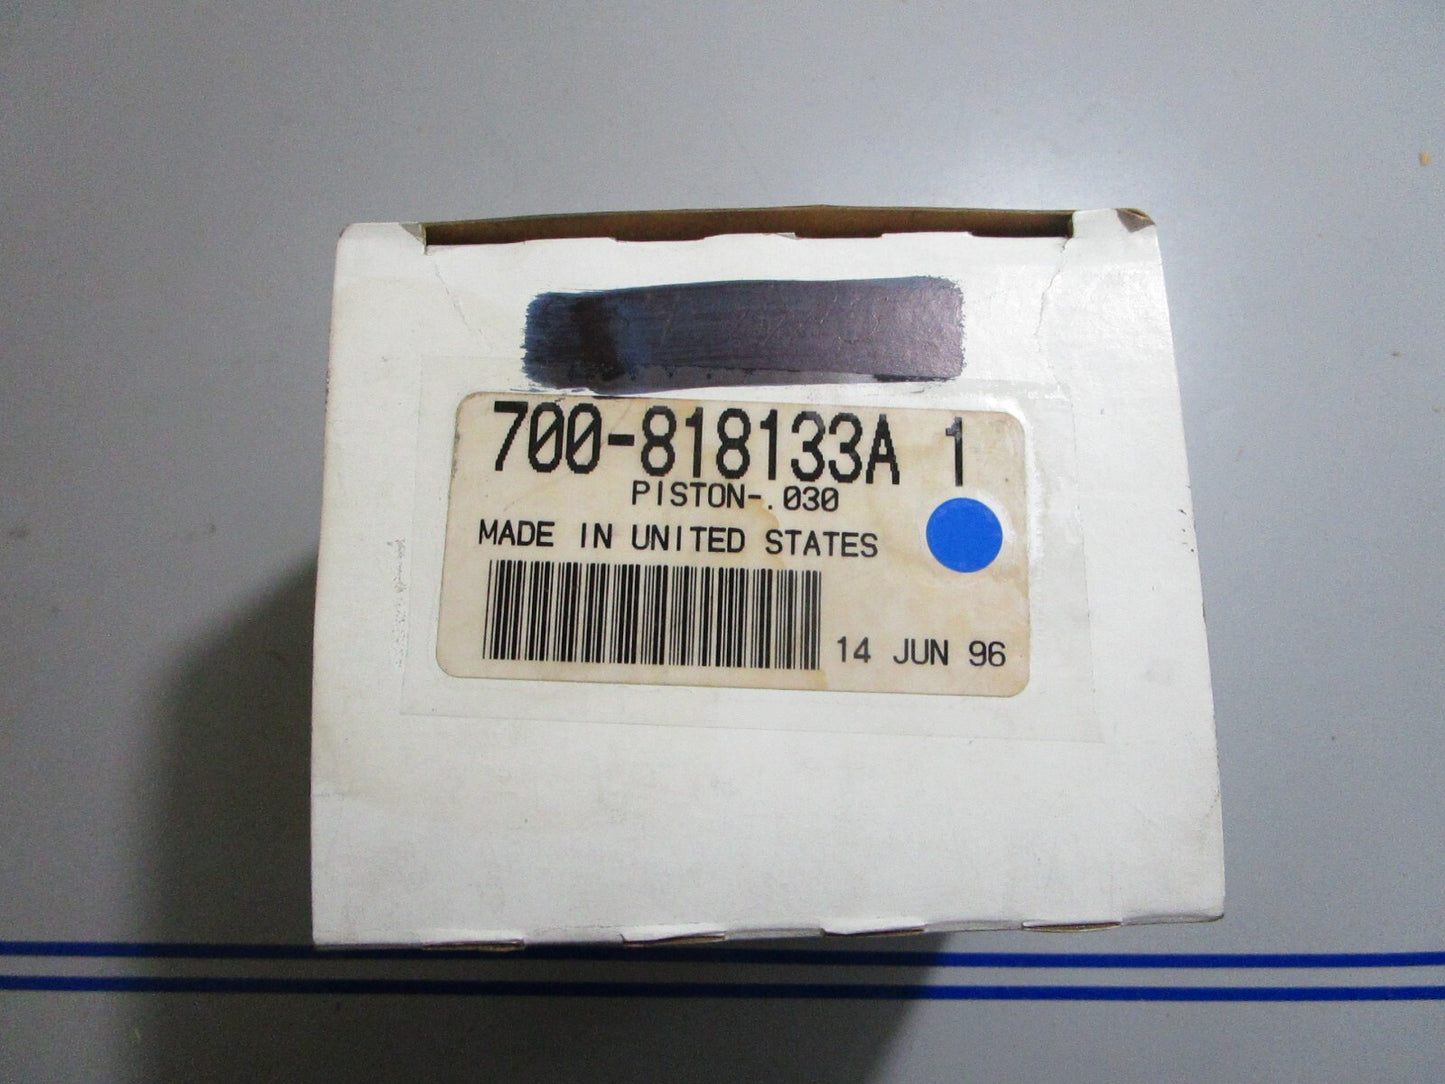 700-818133A 1
PISTON-.030
MADE IN UNITED STATES
14 JUN 96